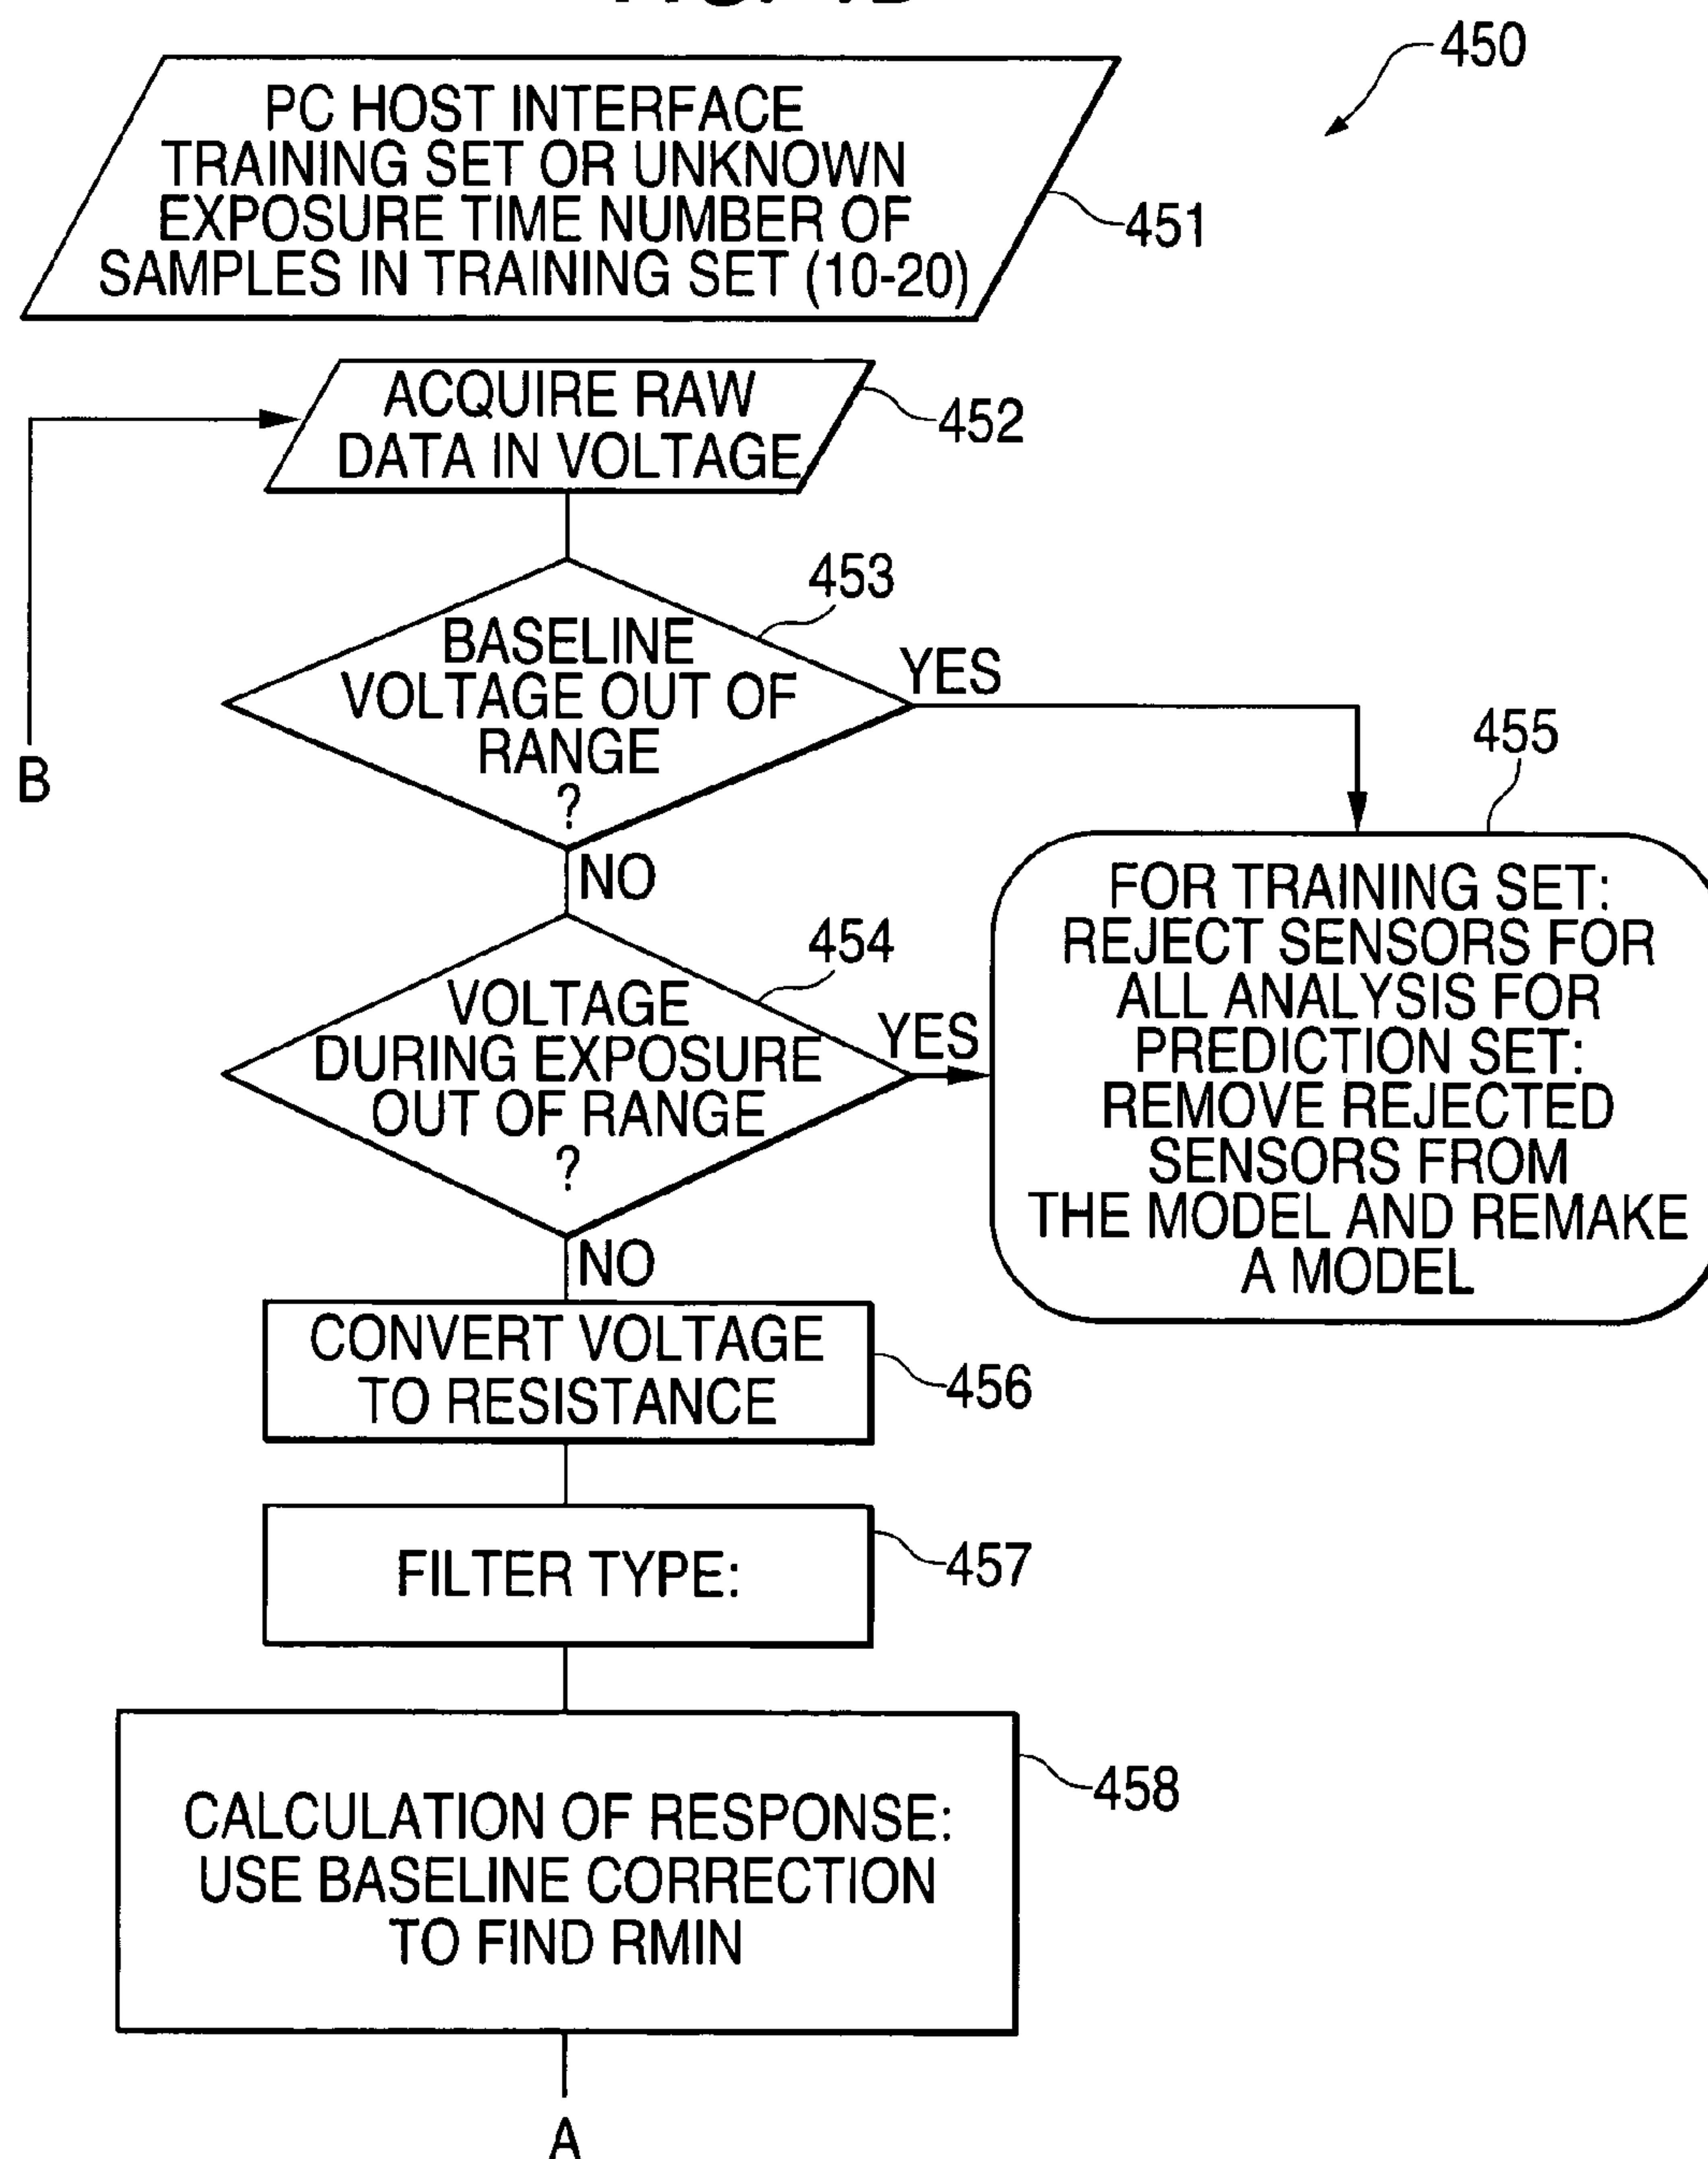 450
PC HOST INTERFACE
TRAINING SET OR UNKNOWN
EXPOSURE TIME NUMBER OF
SAMPLES IN TRAINING SET (10-20)
451
ACQUIRE RAW
DATA IN VOLTAGE
452
453
BASELINE
VOLTAGE OUT OF
RANGE
?
YES
B
NO
455
FOR TRAINING SET:
REJECT SENSORS FOR
ALL ANALYSIS FOR
PREDICTION SET:
REMOVE REJECTED
SENSORS FROM
THE MODEL AND REMAKE
A MODEL
454
VOLTAGE
DURING EXPOSURE
OUT OF RANGE
?
YES
NO
CONVERT VOLTAGE
TO RESISTANCE
456
FILTER TYPE:
457
CALCULATION OF RESPONSE:
USE BASELINE CORRECTION
TO FIND RMIN
458
A